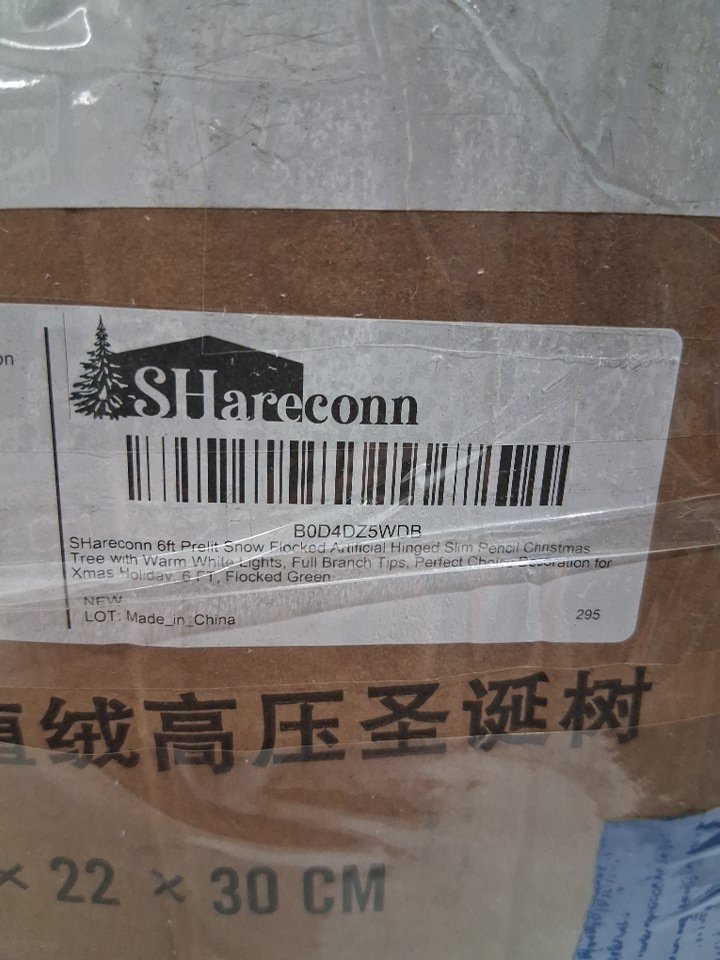 on
SHareconn
B0D4DZ5WDB
SHareconn 6ft Prelit Snow Flocked Artificial Hinged Slim Pencil Christmas
Tree with Warm White Lights, Full Branch Tips, Perfect Choice Decoration for
Xmas Holiday, 6 FT, Flocked Green
NEW
LOT: Made_in_China
295
植绒高压圣诞树
× 22 × 30 CM